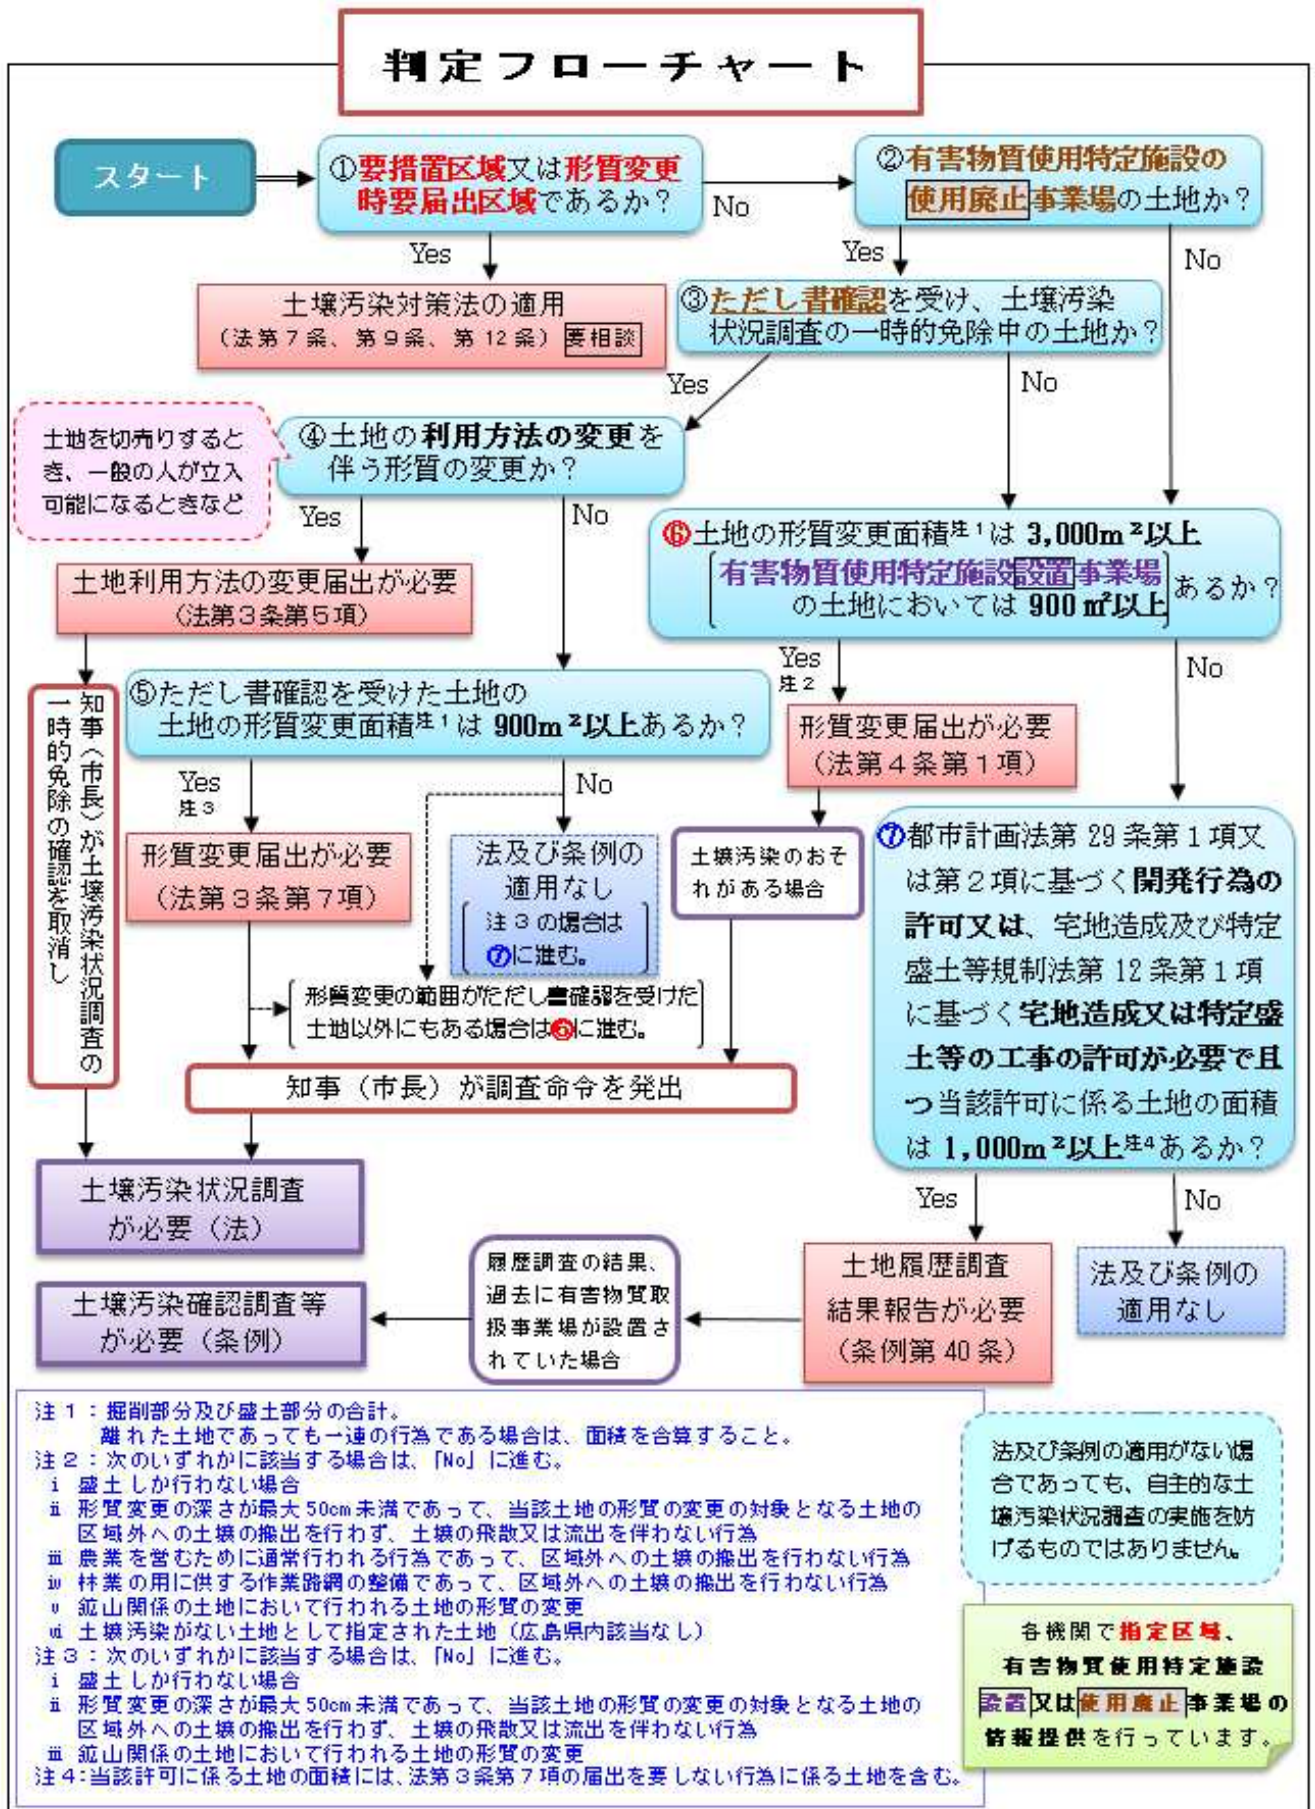 判定フローチャート
スタート
①要措置区域又は形質変更
時要届出区域であるか?
No
②有害物質使用特定施設の
使用廃止事業場の土地か?
Yes
Yes
No
土壌汚染対策法の適用
(法第7条、第9条、第12条) 要相談
③ただし書確認を受け、土壌汚染
状況調査の一時的免除中の土地か?
Yes
No
土地を切売りすると
き、一般の人が立入
可能になるときなど
④土地の利用方法の変更を
伴う形質の変更か?
Yes
No
⑥土地の形質変更面積注1は 3,000m²以上
有害物質使用特定施設設置事業場
の土地においては 900㎡以上
あるか?
土地利用方法の変更届出が必要
(法第3条第5項)
Yes
注2
No
知事(市長)が土壌汚染状況調査の
一時的免除の確認を取消し
⑤ただし書確認を受けた土地の
土地の形質変更面積注1は 900m²以上あるか?
形質変更届出が必要
(法第4条第1項)
Yes
注3
No
形質変更届出が必要
(法第3条第7項)
法及び条例の
適用なし
注3の場合は
⑦に進む。
土壌汚染のおそ
れがある場合
⑦都市計画法第29条第1項又
は第2項に基づく開発行為の
許可又は、宅地造成及び特定
盛土等規制法第12条第1項
に基づく宅地造成又は特定盛
土等の工事の許可が必要で且
つ当該許可に係る土地の面積
は 1,000m²以上注4あるか?
形質変更の範囲がただし書確認を受けた
土地以外にもある場合は⑥に進む。
知事(市長)が調査命令を発出
Yes
No
土壌汚染状況調査
が必要(法)
土壌汚染確認調査等
が必要(条例)
履歴調査の結果、
過去に有害物質取
扱事業場が設置さ
れていた場合
土地履歴調査
結果報告が必要
(条例第40条)
法及び条例の
適用なし
注1:掘削部分及び盛土部分の合計。
離れた土地であっても一連の行為である場合は、面積を合算すること。
注2:次のいずれかに該当する場合は、「No」に進む。
ⅰ 盛土しか行わない場合
ⅱ 形質変更の深さが最大50cm未満であって、当該土地の形質の変更の対象となる土地の
区域外への土壌の搬出を行わず、土壌の飛散又は流出を伴わない行為
ⅲ 農業を営むために通常行われる行為であって、区域外への土壌の搬出を行わない行為
ⅳ 林業の用に供する作業路網の整備であって、区域外への土壌の搬出を行わない行為
ⅴ 鉱山関係の土地において行われる土地の形質の変更
ⅵ 土壌汚染がない土地として指定された土地(広島県内該当なし)
注3:次のいずれかに該当する場合は、「No」に進む。
ⅰ 盛土しか行わない場合
ⅱ 形質変更の深さが最大50cm未満であって、当該土地の形質の変更の対象となる土地の
区域外への土壌の搬出を行わず、土壌の飛散又は流出を伴わない行為
ⅲ 鉱山関係の土地において行われる土地の形質の変更
注4:当該許可に係る土地の面積には、法第3条第7項の届出を要しない行為に係る土地を含む。
法及び条例の適用がない場
合であっても、自主的な土
壌汚染状況調査の実施を妨
げるものではありません。
各機関で指定区域、
有害物質使用特定施設
設置又は使用廃止事業場の
情報提供を行っています。